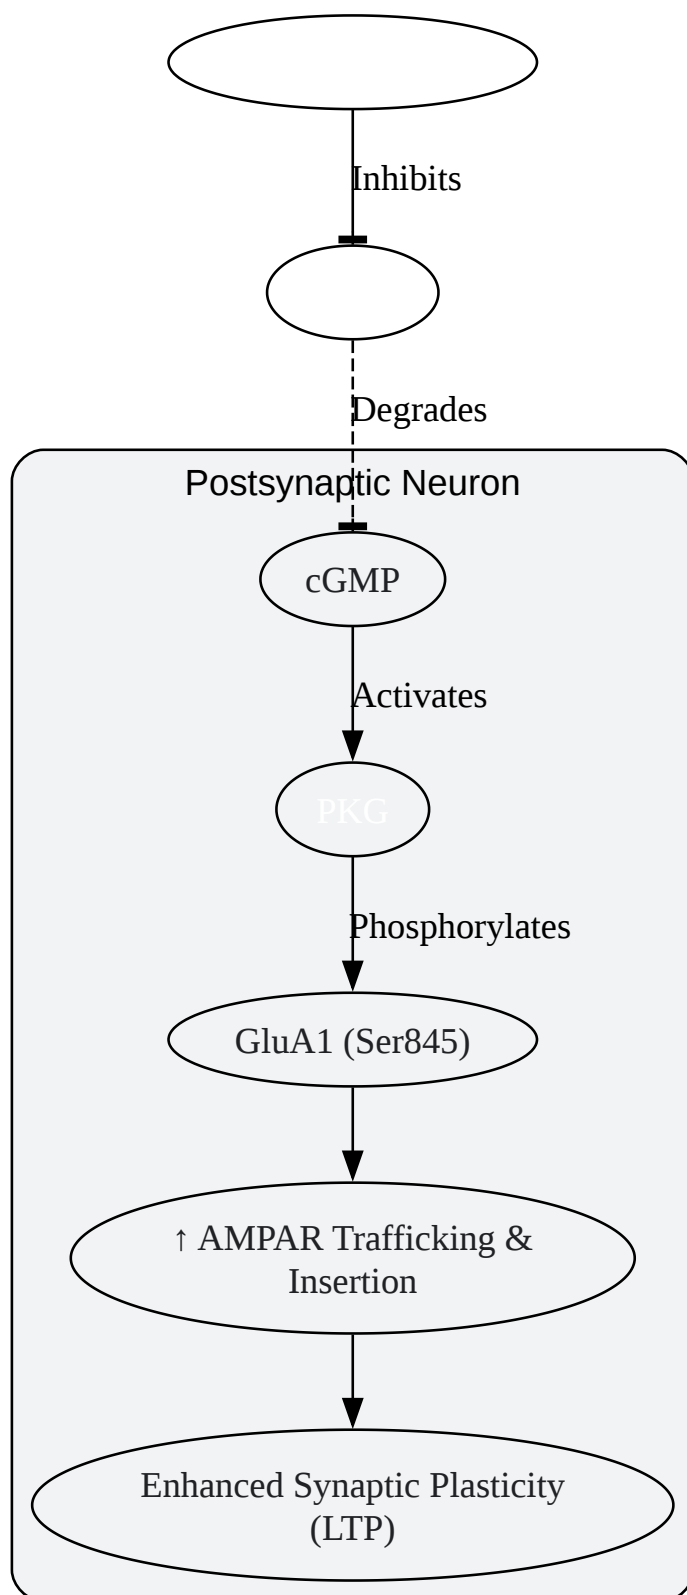 Inhibits
Degrades
Postsynaptic Neuron
cGMP
Activates
PKG
Phosphorylates
GluA1 (Ser845)
↑ AMPAR Trafficking &
Insertion
Enhanced Synaptic Plasticity
(LTP)